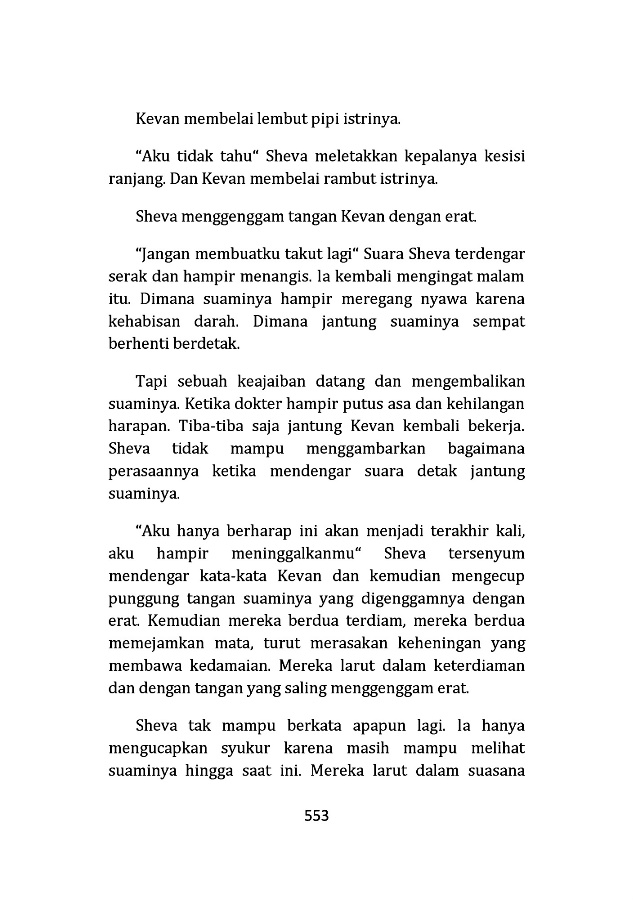 Kevan membelai lembut pipi istrinya.
“Aku tidak tahu“ Sheva meletakkan kepalanya kesisi
ranjang. Dan Kevan membelai rambut istrinya.
Sheva menggenggam tangan Kevan dengan erat.
“Jangan membuatku takut lagi“ Suara Sheva terdengar
serak dan hampir menangis. Ia kembali mengingat malam
itu. Dimana suaminya hampir meregang nyawa karena
kehabisan darah. Dimana jantung suaminya sempat
berhenti berdetak.
Tapi sebuah keajaiban datang dan mengembalikan
suaminya. Ketika dokter hampir putus asa dan kehilangan
harapan. Tiba-tiba saja jantung Kevan kembali bekerja.
Sheva tidak mampu menggambarkan bagaimana
perasaannya ketika mendengar suara detak jantung
suaminya.
“Aku hanya berharap ini akan menjadi terakhir kali,
aku hampir meninggalkanmu“ Sheva tersenyum
mendengar kata-kata Kevan dan kemudian mengecup
punggung tangan suaminya yang digenggamnya dengan
erat. Kemudian mereka berdua terdiam, mereka berdua
memejamkan mata, turut merasakan keheningan yang
membawa kedamaian. Mereka larut dalam keterdiaman
dan dengan tangan yang saling menggenggam erat.
Sheva tak mampu berkata apapun lagi. Ia hanya
mengucapkan syukur karena masih mampu melihat
suaminya hingga saat ini. Mereka larut dalam suasana
553